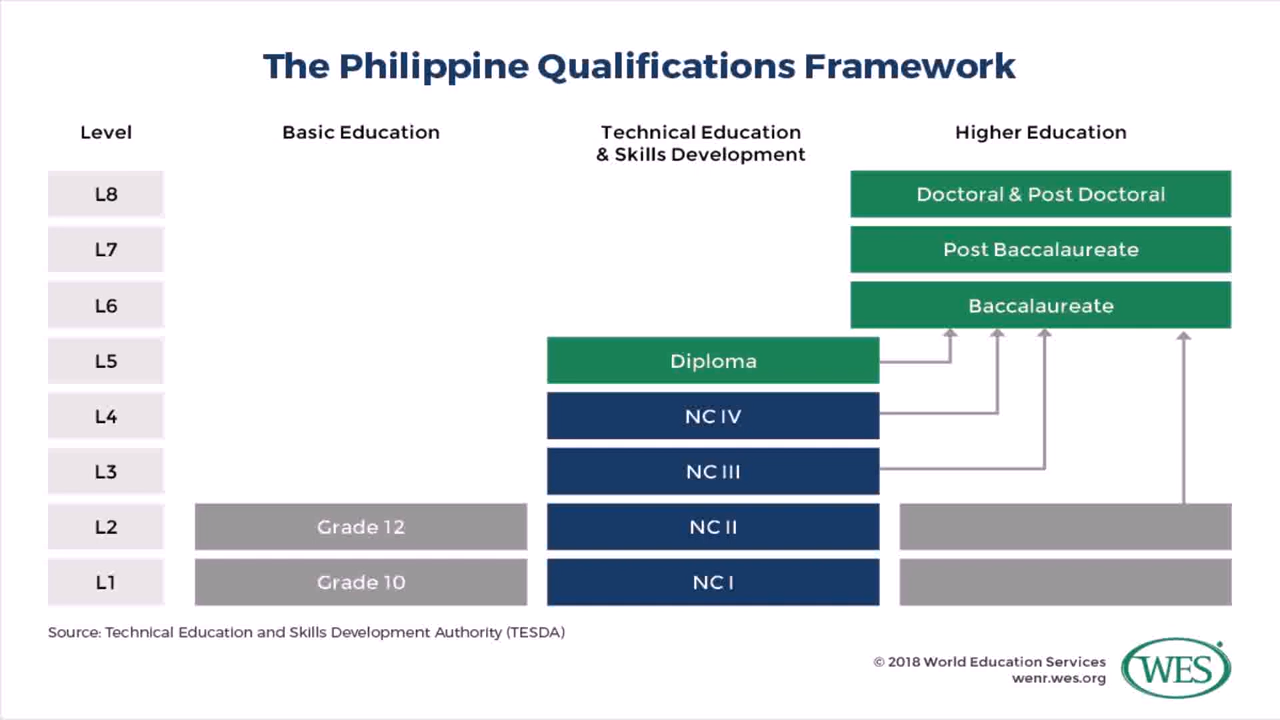 The Philippine Qualifications Framework
Level
Basic Education
Technical Education
& Skills Development
Higher Education
L8
Doctoral & Post Doctoral
L7
Post Baccalaureate
L6
Baccalaureate
L5
Diploma
L4
NC IV
L3
NC III
L2
Grade 12
NC II
L1
Grade 10
NC I
Source: Technical Education and Skills Development Authority (TESDA)
© 2018 World Education Services
wenr.wes.org
WES